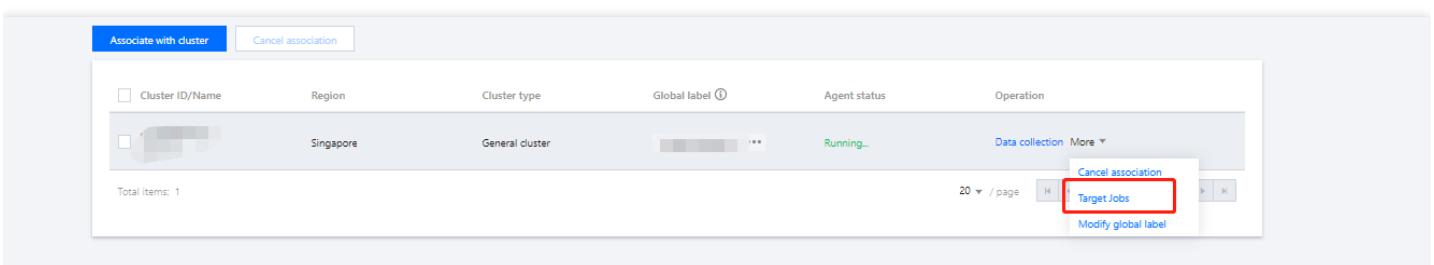 Associate with cluster Cancel association
Cluster ID/Name Region Cluster type Global label Agent status Operation
Singapore General cluster ... Running... Data collection More
Cancel association
Total items: 1 20 / page
Target Jobs
Modify global label